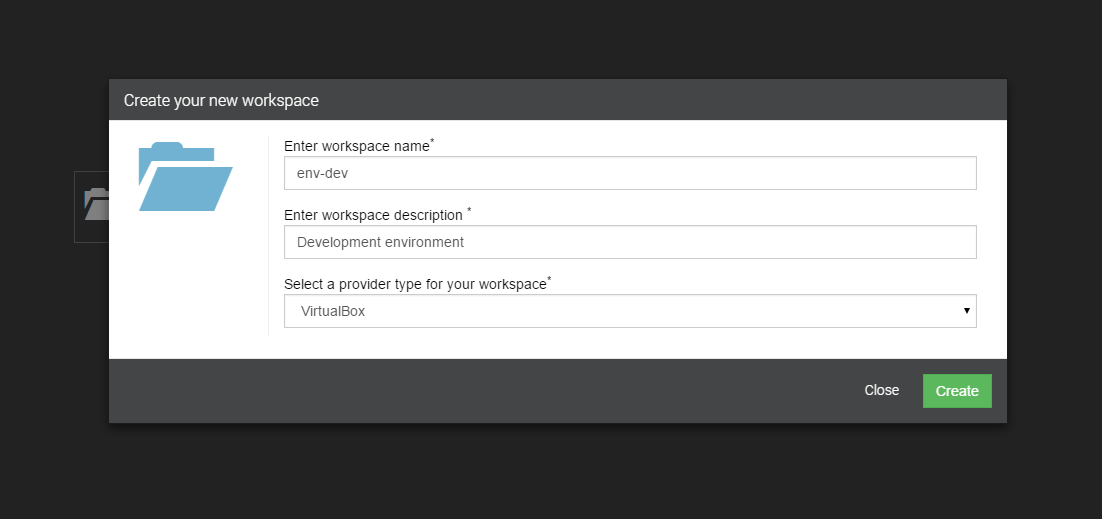 Create your new workspace
Enter workspace name*
env-dev
Enter workspace description *
Development environment
Select a provider type for your workspace*
VirtualBox
Close
Create